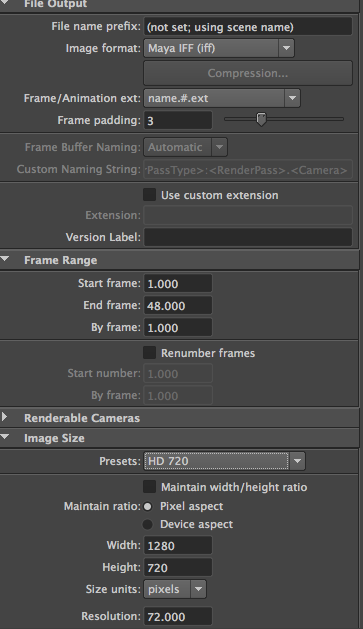 File Output
File name prefix: (not set; using scene name)
Image format: Maya IFF (iff)
Compression...
Frame/Animation ext: name.#.ext
Frame padding: 3
Frame Buffer Naming: Automatic
Custom Naming String: PassType>:<RenderPass>.<Camera>
Use custom extension
Extension:
Version Label:
Frame Range
Start frame: 1.000
End frame: 48.000
By frame: 1.000
Renumber frames
Start number: 1.000
By frame: 1.000
Renderable Cameras
Image Size
Presets: HD 720
Maintain width/height ratio
Maintain ratio: Pixel aspect
Device aspect
Width: 1280
Height: 720
Size units: pixels
Resolution: 72.000